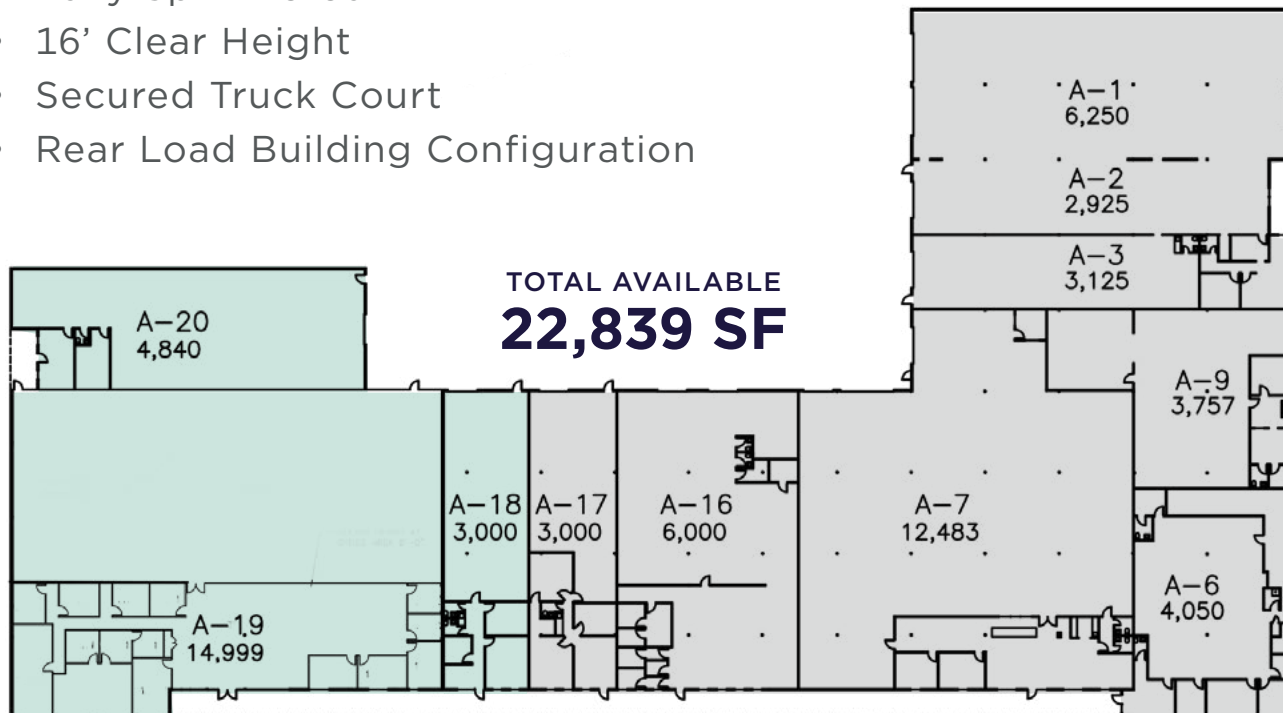 • 16’ Clear Height
• Secured Truck Court
• Rear Load Building Configuration
TOTAL AVAILABLE
22,839 SF
A-1
6,250
A-2
2,925
A-3
3,125
A-20
4,840
A-9
3,757
A-18
3,000
A-17
3,000
A-16
6,000
A-7
12,483
A-6
4,050
A-19
14,999